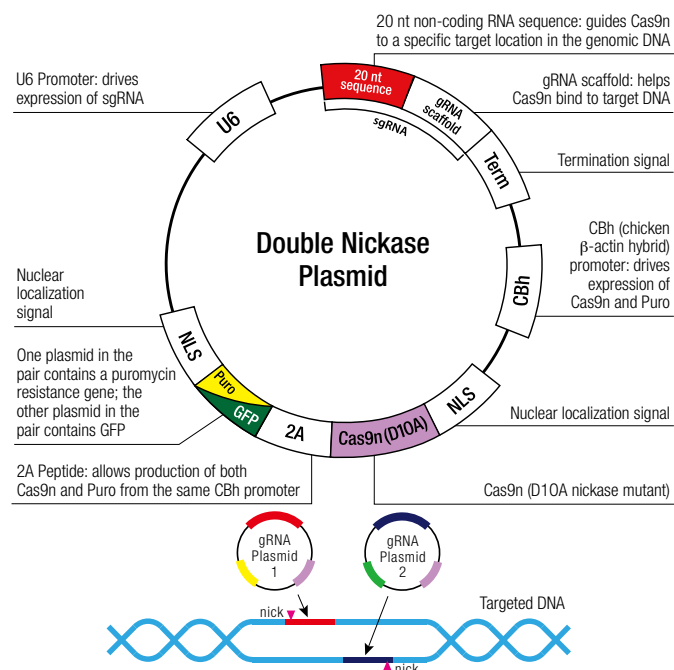 20 nt non-coding RNA sequence: guides Cas9n
to a specific target location in the genomic DNA
U6 Promoter: drives
expression of sgRNA
gRNA scaffold: helps
Cas9n bind to target DNA
20 nt
sequence
gRNA
scaffold
sgRNA
U6
Term
Termination signal
Double Nickase
Plasmid
CBh (chicken
β-actin hybrid)
promoter: drives
expression of
Cas9n and Puro
CBh
Nuclear
localization
signal
NLS
One plasmid in the
pair contains a puromycin
resistance gene; the
other plasmid in the
pair contains GFP
Puro
GFP
2A
Cas9n (D10A)
NLS
Nuclear localization signal
2A Peptide: allows production of both
Cas9n and Puro from the same CBh promoter
Cas9n (D10A nickase mutant)
gRNA
Plasmid
1
gRNA
Plasmid
2
nick
Targeted DNA
nick